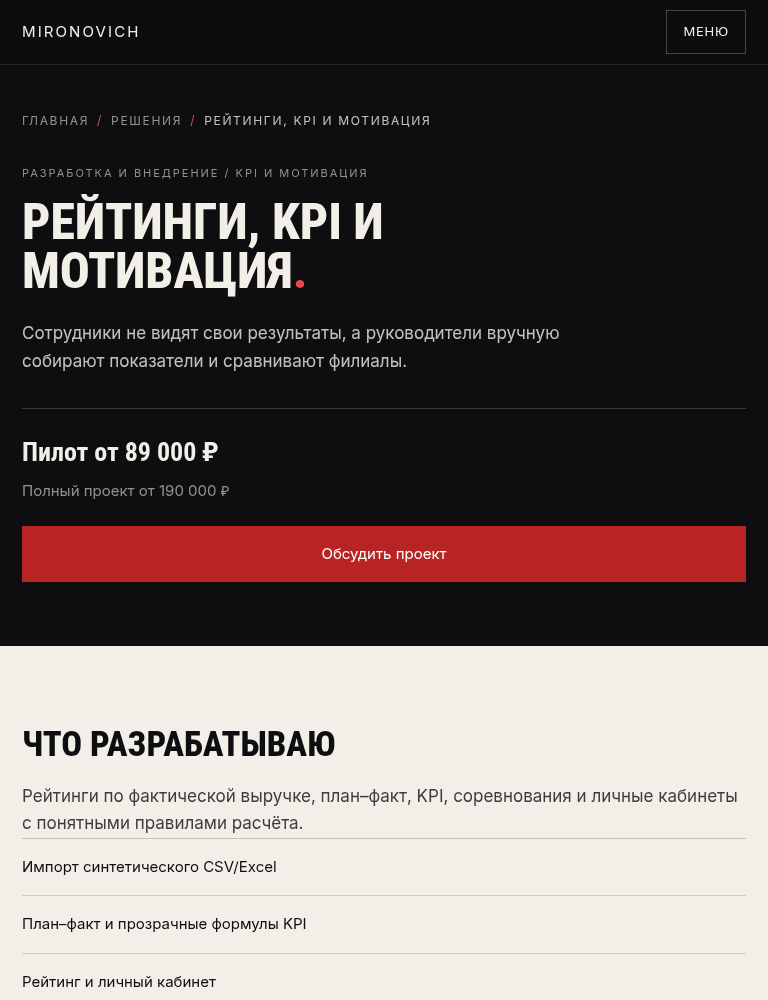 MIRONOVICH
МЕНЮ
ГЛАВНАЯ / РЕШЕНИЯ / РЕЙТИНГИ, KPI И МОТИВАЦИЯ
РАЗРАБОТКА И ВНЕДРЕНИЕ / KPI И МОТИВАЦИЯ
РЕЙТИНГИ, KPI И
МОТИВАЦИЯ.
Сотрудники не видят свои результаты, а руководители вручную
собирают показатели и сравнивают филиалы.
Пилот от 89 000 ₽
Полный проект от 190 000 ₽
Обсудить проект
ЧТО РАЗРАБАТЫВАЮ
Рейтинги по фактической выручке, план–факт, KPI, соревнования и личные кабинеты
с понятными правилами расчёта.
Импорт синтетического CSV/Excel
План–факт и прозрачные формулы KPI
Рейтинг и личный кабинет